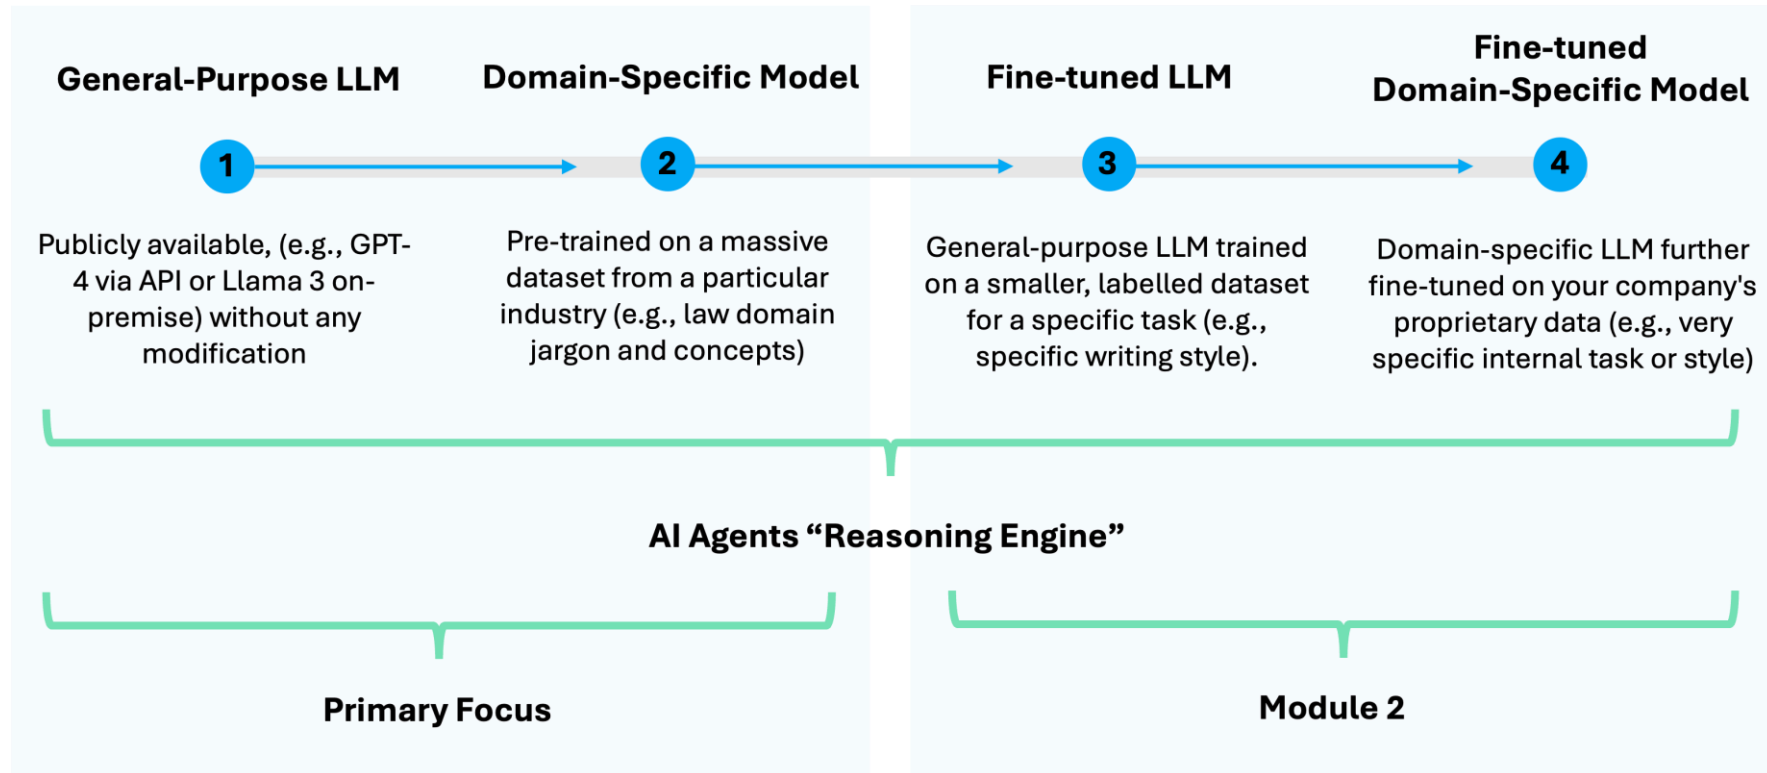 General-Purpose LLM
1
Publicly available, (e.g., GPT-
4 via API or Llama 3 on-
premise) without any
modification
Domain-Specific Model
2
Pre-trained on a massive
dataset from a particular
industry (e.g., law domain
jargon and concepts)
Fine-tuned LLM
3
General-purpose LLM trained
on a smaller, labelled dataset
for a specific task (e.g.,
specific writing style).
Fine-tuned
Domain-Specific Model
4
Domain-specific LLM further
fine-tuned on your company's
proprietary data (e.g., very
specific internal task or style)
AI Agents “Reasoning Engine”
Primary Focus
Module 2